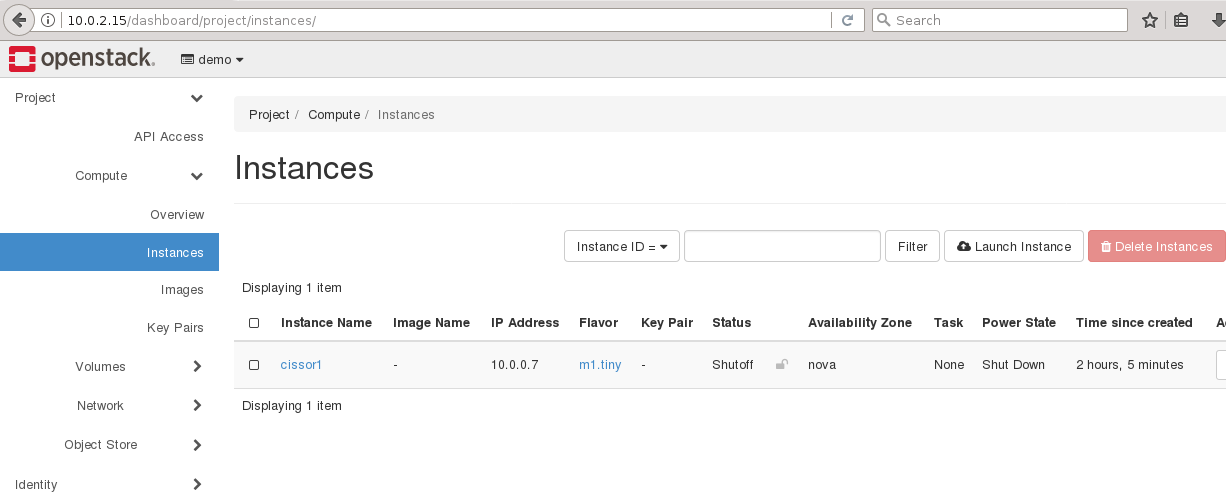 10.0.2.15/dashboard/project/instances/
Search
openstack.
demo
Project
API Access
Compute
Overview
Instances
Images
Key Pairs
Volumes
Network
Object Store
Identity
Project / Compute / Instances
Instances
Instance ID =
Filter
Launch Instance
Delete Instances
Displaying 1 item
Instance Name Image Name IP Address Flavor Key Pair Status Availability Zone Task Power State Time since created
cissor1 - 10.0.0.7 m1.tiny - Shutoff nova None Shut Down 2 hours, 5 minutes
Displaying 1 item